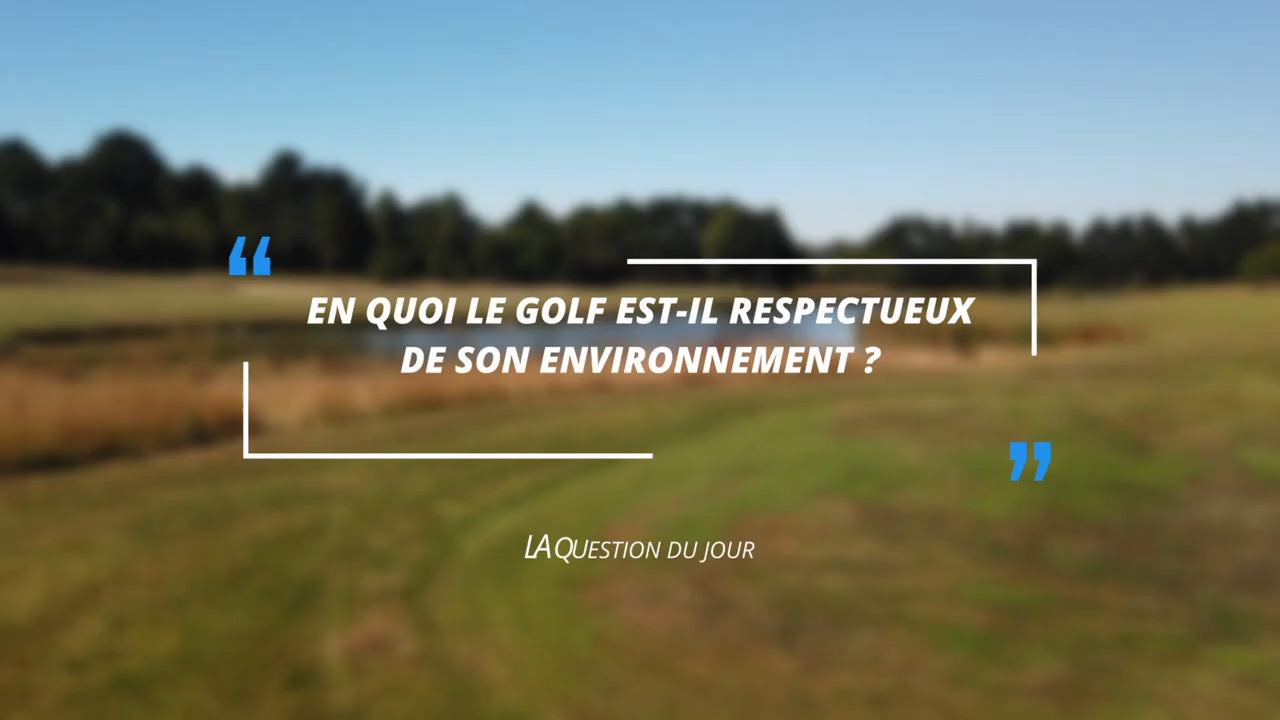 “
EN QUOI LE GOLF EST-IL RESPECTUEUX
DE SON ENVIRONNEMENT ?
”
LA QUESTION DU JOUR